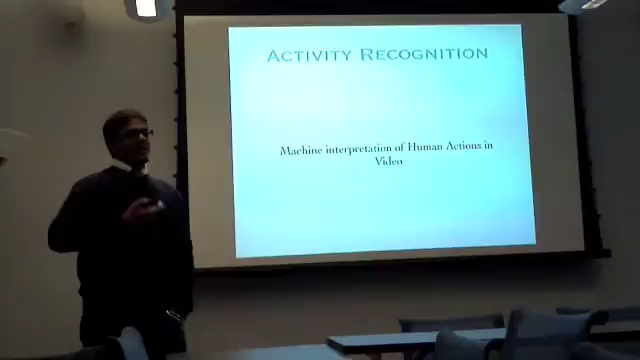 ACTIVITY RECOGNITION
Machine interpretation of Human Actions in
Video